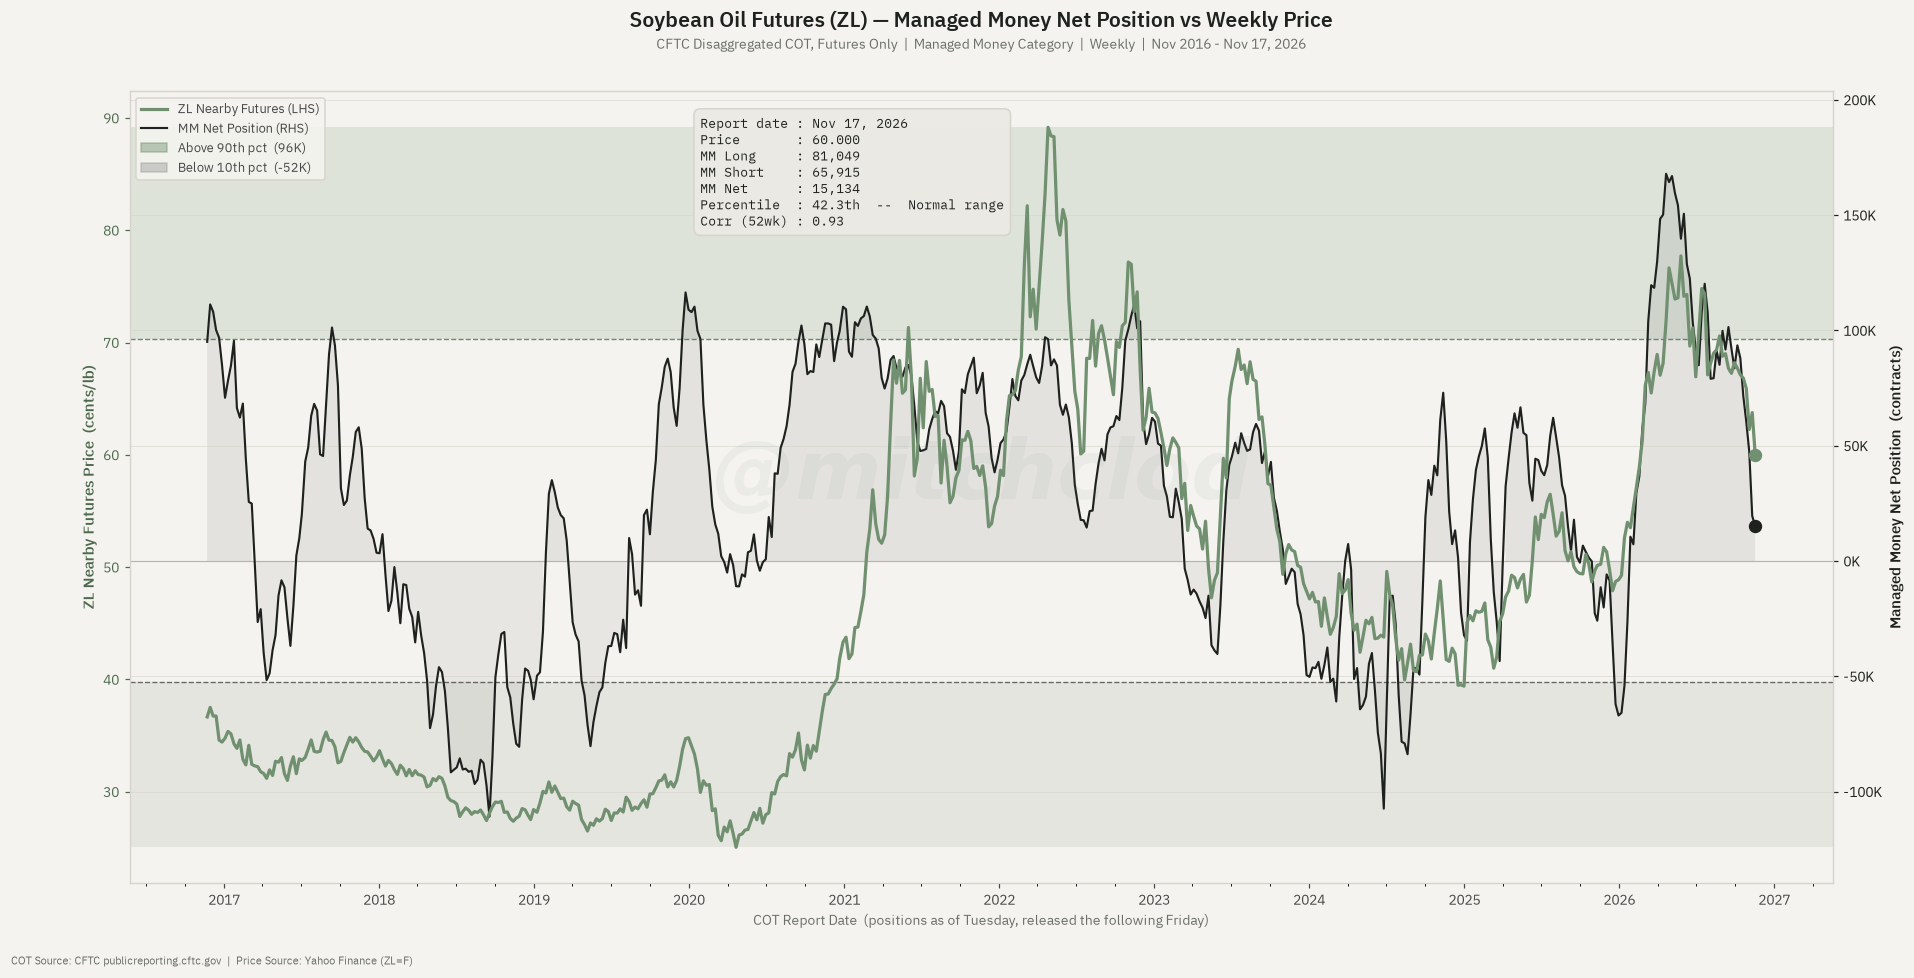 Soybean Oil Futures (ZL) — Managed Money Net Position vs Weekly Price
CFTC Disaggregated COT, Futures Only | Managed Money Category | Weekly | Nov 2016 - Nov 17, 2026
ZL Nearby Futures (LHS)
MM Net Position (RHS)
Above 90th pct (96K)
Below 10th pct (-52K)
Report date : Nov 17, 2026
Price : 60.000
MM Long : 81,049
MM Short : 65,915
MM Net : 15,134
Percentile : 42.3th -- Normal range
Corr (52wk) : 0.93
ZL Nearby Futures Price (cents/lb)
90
80
70
60
50
40
30
200K
150K
100K
50K
0K
-50K
-100K
Managed Money Net Position (contracts)
@mitchclod
2017 2018 2019 2020 2021 2022 2023 2024 2025 2026 2027
COT Report Date (positions as of Tuesday, released the following Friday)
COT Source: CFTC publicreporting.cftc.gov | Price Source: Yahoo Finance (ZL=F)